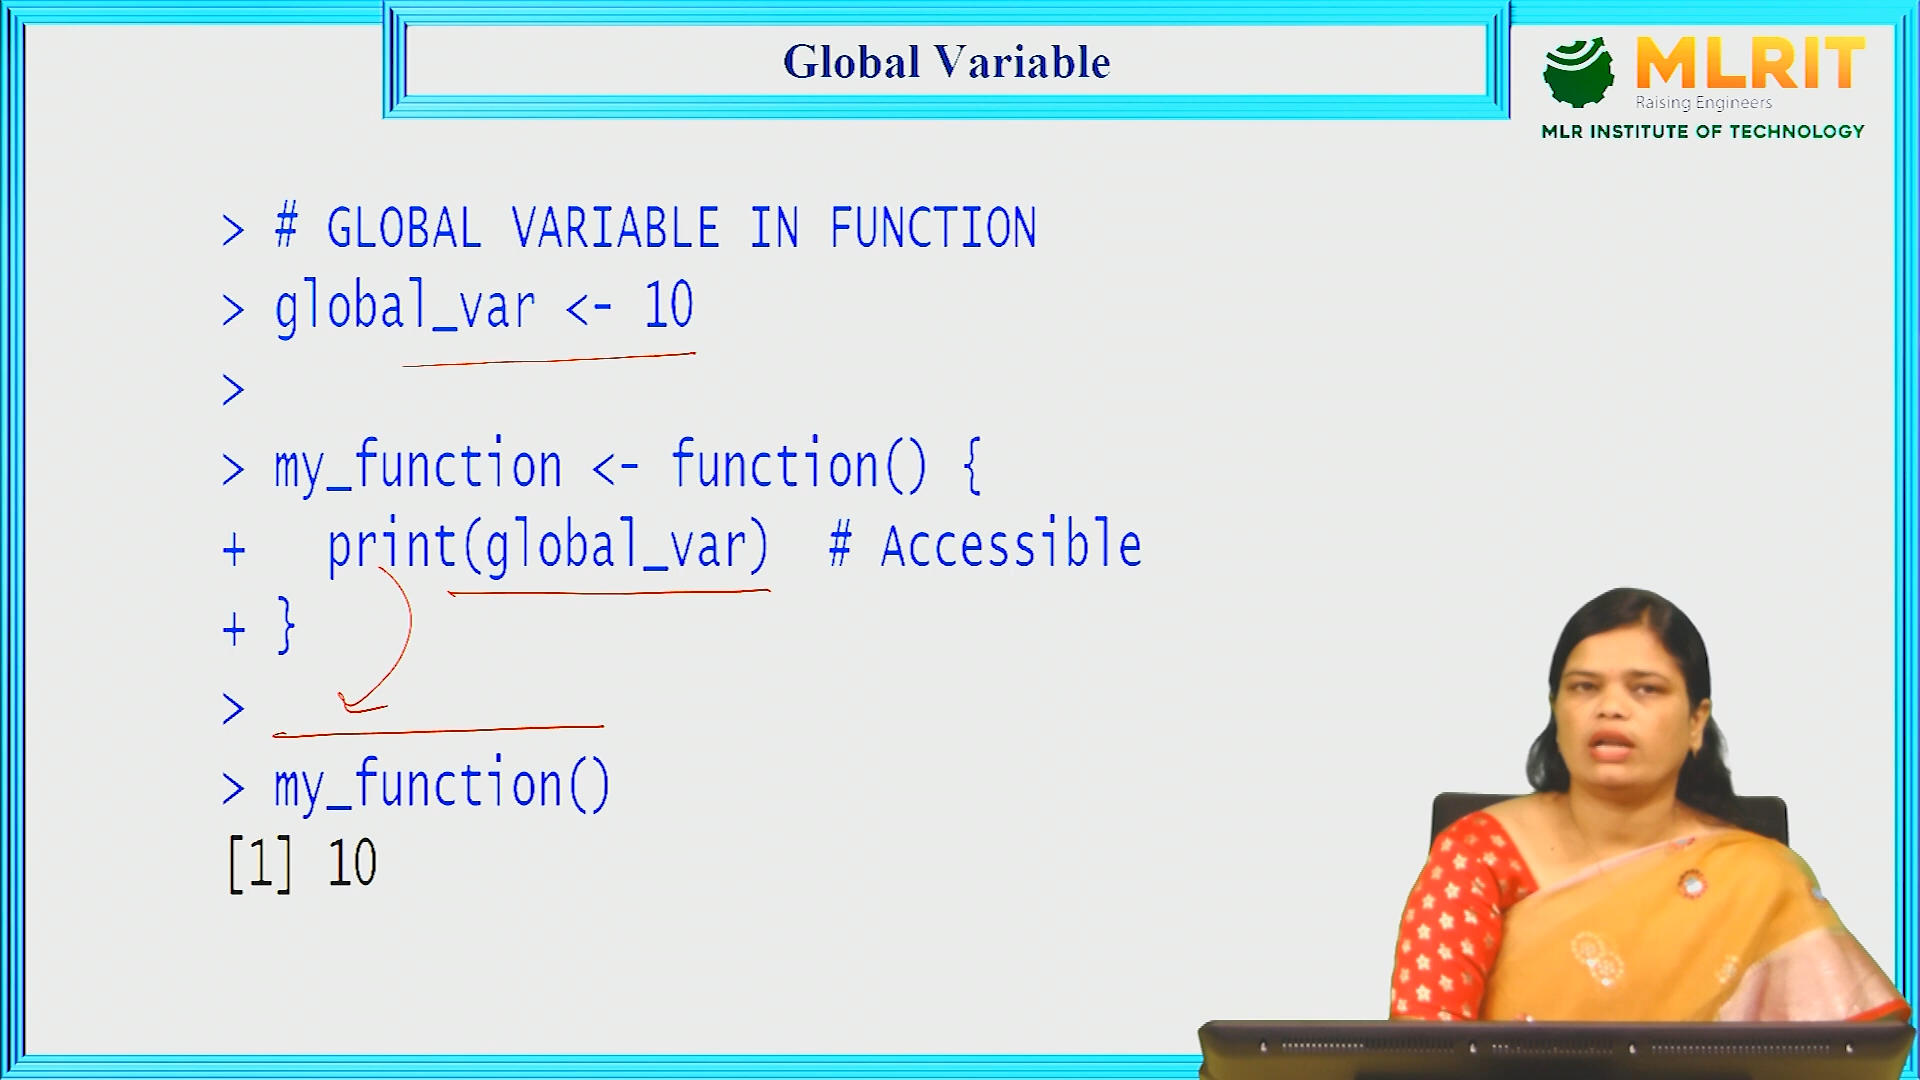 Global Variable
MLRIT
Raising Engineers
MLR INSTITUTE OF TECHNOLOGY
> # GLOBAL VARIABLE IN FUNCTION
> global_var <- 10
>
> my_function <- function() {
+ print(global_var) # Accessible
+ }
>
> my_function()
[1] 10